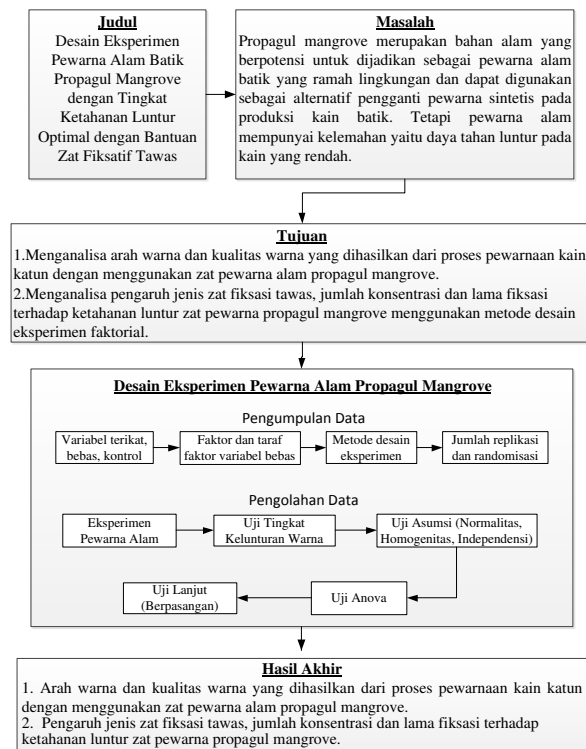 Judul
Desain Eksperimen
Pewarna Alam Batik
Propagul Mangrove
dengan Tingkat
Ketahanan Luntur
Optimal dengan Bantuan
Zat Fiksatif Tawas
Masalah
Propagul mangrove merupakan bahan alam yang
berpotensi untuk dijadikan sebagai pewarna alam
batik yang ramah lingkungan dan dapat digunakan
sebagai alternatif pengganti pewarna sintetis pada
produksi kain batik. Tetapi pewarna alam
mempunyai kelemahan yaitu daya tahan luntur pada
kain yang rendah.
Tujuan
1.Menganalisa arah warna dan kualitas warna yang dihasilkan dari proses pewarnaan kain
katun dengan menggunakan zat pewarna alam propagul mangrove.
2.Menganalisa pengaruh jenis zat fiksasi tawas, jumlah konsentrasi dan lama fiksasi
terhadap ketahanan luntur zat pewarna propagul mangrove menggunakan metode desain
eksperimen faktorial.
Desain Eksperimen Pewarna Alam Propagul Mangrove
Pengumpulan Data
Variabel terikat,
bebas, kontrol
Faktor dan taraf
faktor variabel bebas
Metode desain
eksperimen
Jumlah replikasi
dan randomisasi
Pengolahan Data
Eksperimen
Pewarna Alam
Uji Tingkat
Kelunturan Warna
Uji Asumsi (Normalitas,
Homogenitas, Independensi)
Uji Anova
Uji Lanjut
(Berpasangan)
Hasil Akhir
1. Arah warna dan kualitas warna yang dihasilkan dari proses pewarnaan kain katun
dengan menggunakan zat pewarna alam propagul mangrove.
2. Pengaruh jenis zat fiksasi tawas, jumlah konsentrasi dan lama fiksasi terhadap
ketahanan luntur zat pewarna propagul mangrove.